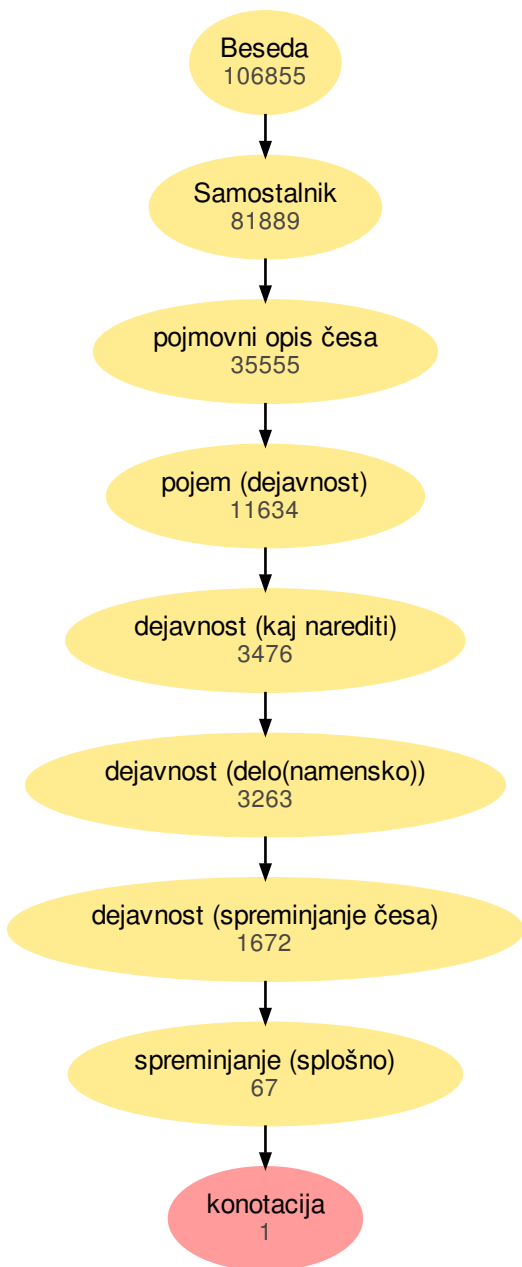 Beseda
106855
Samostalnik
81889
pojmovni opis česa
35555
pojem (dejavnost)
11634
dejavnost (kaj narediti)
3476
dejavnost (delo(namensko))
3263
dejavnost (spreminjanje česa)
1672
spreminjanje (splošno)
67
konotacija
1